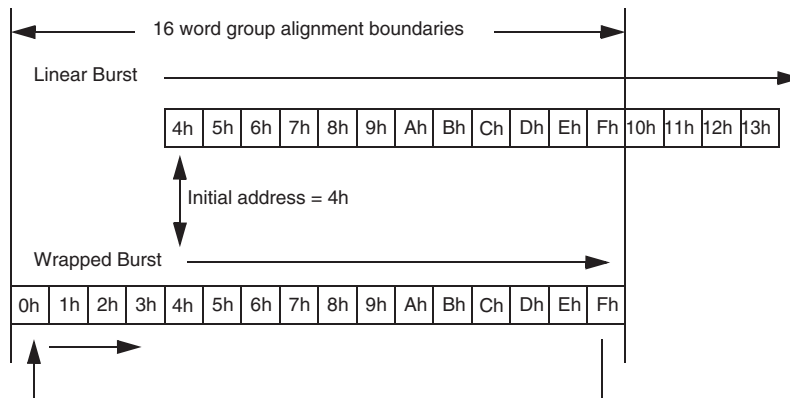 16 word group alignment boundaries
Linear Burst
4h 5h 6h 7h 8h 9h Ah Bh Ch Dh Eh Fh 10h 11h 12h 13h
Initial address = 4h
Wrapped Burst
0h 1h 2h 3h 4h 5h 6h 7h 8h 9h Ah Bh Ch Dh Eh Fh